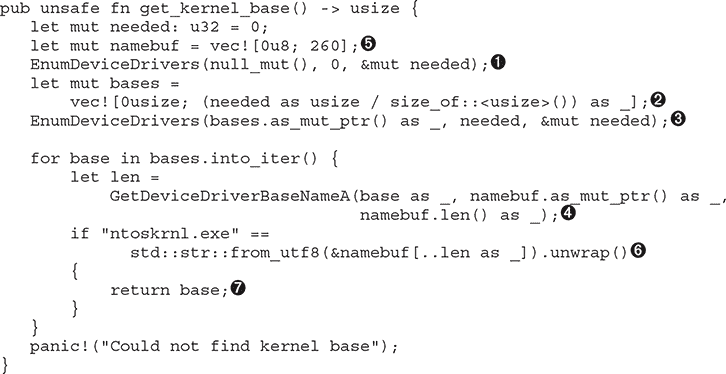 pub unsafe fn get_kernel_base() -> usize {
    let mut needed: u32 = 0;
    let mut namebuf = vec![0u8; 260];❺
    EnumDeviceDrivers(null_mut(), 0, &mut needed);❶
    let mut bases =
        vec![0usize; (needed as usize / size_of::<usize>()) as _];❷
    EnumDeviceDrivers(bases.as_mut_ptr() as _, needed, &mut needed);❸

    for base in bases.into_iter() {
        let len =
            GetDeviceDriverBaseNameA(base as _, namebuf.as_mut_ptr() as _,
                                     namebuf.len() as _);❹
        if "ntoskrnl.exe" ==
              std::str::from_utf8(&namebuf[..len as _]).unwrap()❻
        {
            return base;❼
        }
    }
    panic!("Could not find kernel base");
}